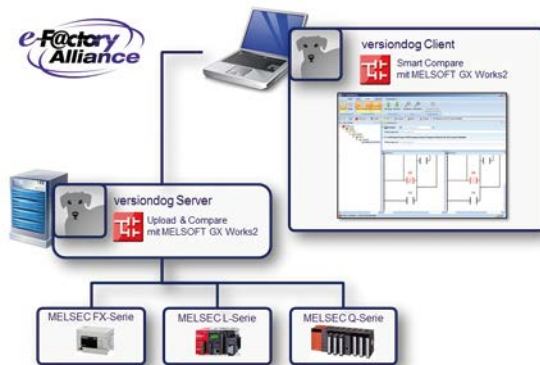 e-F@ctory
Alliance
versiondog Client
Smart Compare
mit MELSOFT GX Works2
versiondog Server
Upload & Compare
mit MELSOFT GX Works2
MELSEC FX-Serie
MELSEC L-Serie
MELSEC Q-Serie